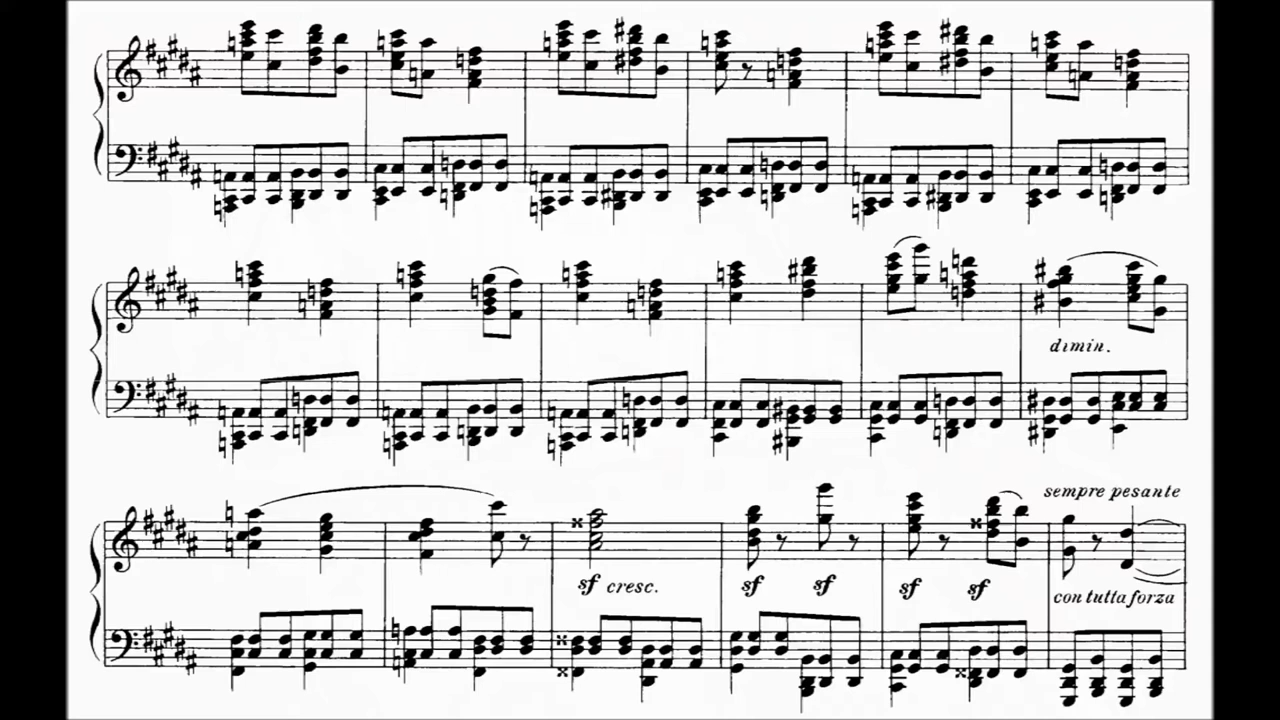 dimin.
sempre pesante
sf cresc.
sf
sf
sf
sf
con tutta forza